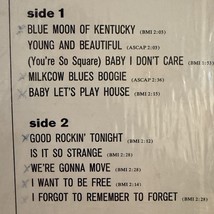 side 1
BLUE MOON OF KENTUCKY (BMI 2:03)
YOUNG AND BEAUTIFUL (ASCAP 2:03)
(You're So Square) BABY I DON'T CARE (BMI 1:53)
MILKCOW BLUES BOOGIE (ASCAP 2:36)
BABY LET'S PLAY HOUSE (BMI 2:15)
side 2
GOOD ROCKIN' TONIGHT (BMI 2:12)
IS IT SO STRANGE (BMI 2:28)
WE'RE GONNA MOVE (BMI 2:28)
I WANT TO BE FREE (BMI 2:14)
I FORGOT TO REMEMBER TO FORGET (BMI 2:28)